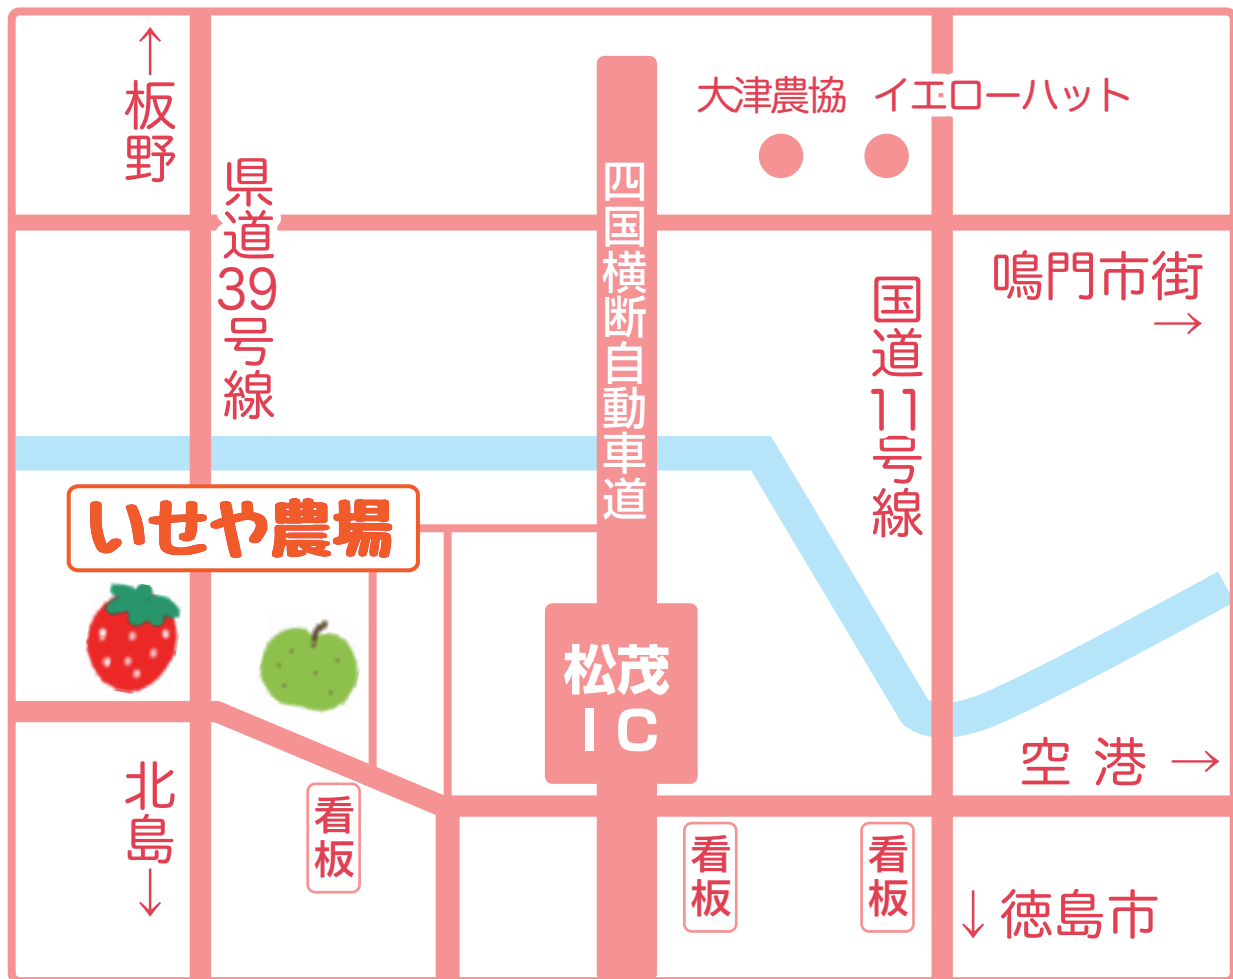 ↑
板野
県道39号線
四国横断自動車道
大津農協
イエローハット
鳴門市街
→
国道11号線
いせや農場
松茂
IC
空港→
北島
↓
看板
看板
看板
↓徳島市